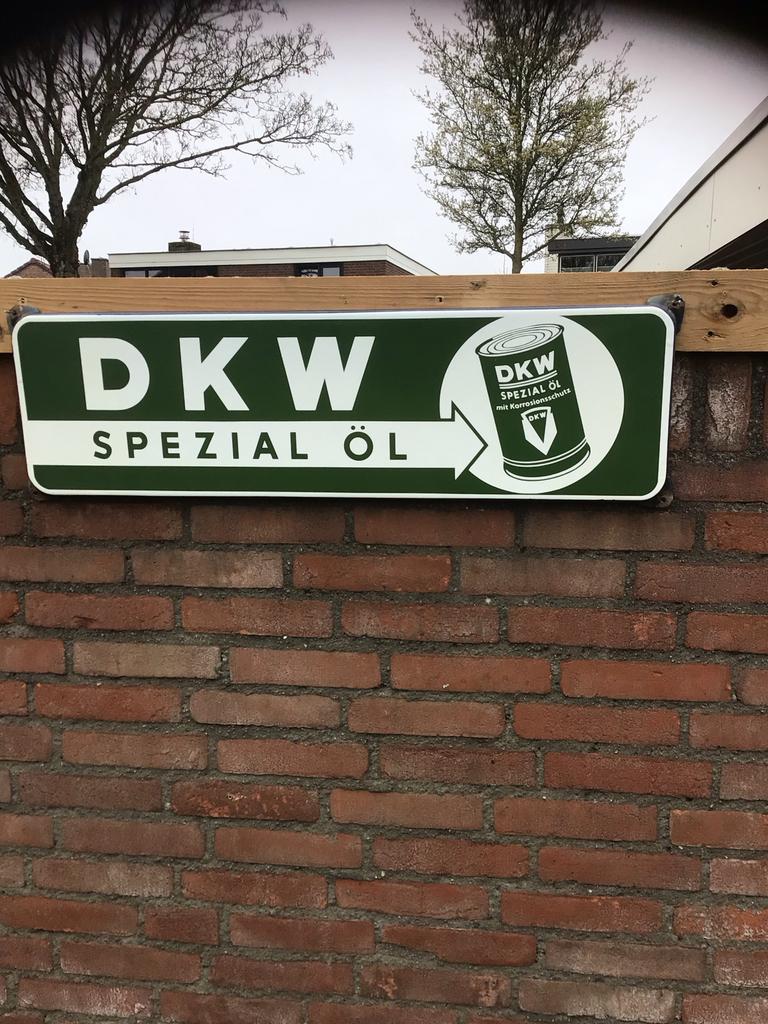 DKW
SPEZIAL ÖL
DKW
SPEZIAL ÖL
mit Korrosionsschutz
DKW